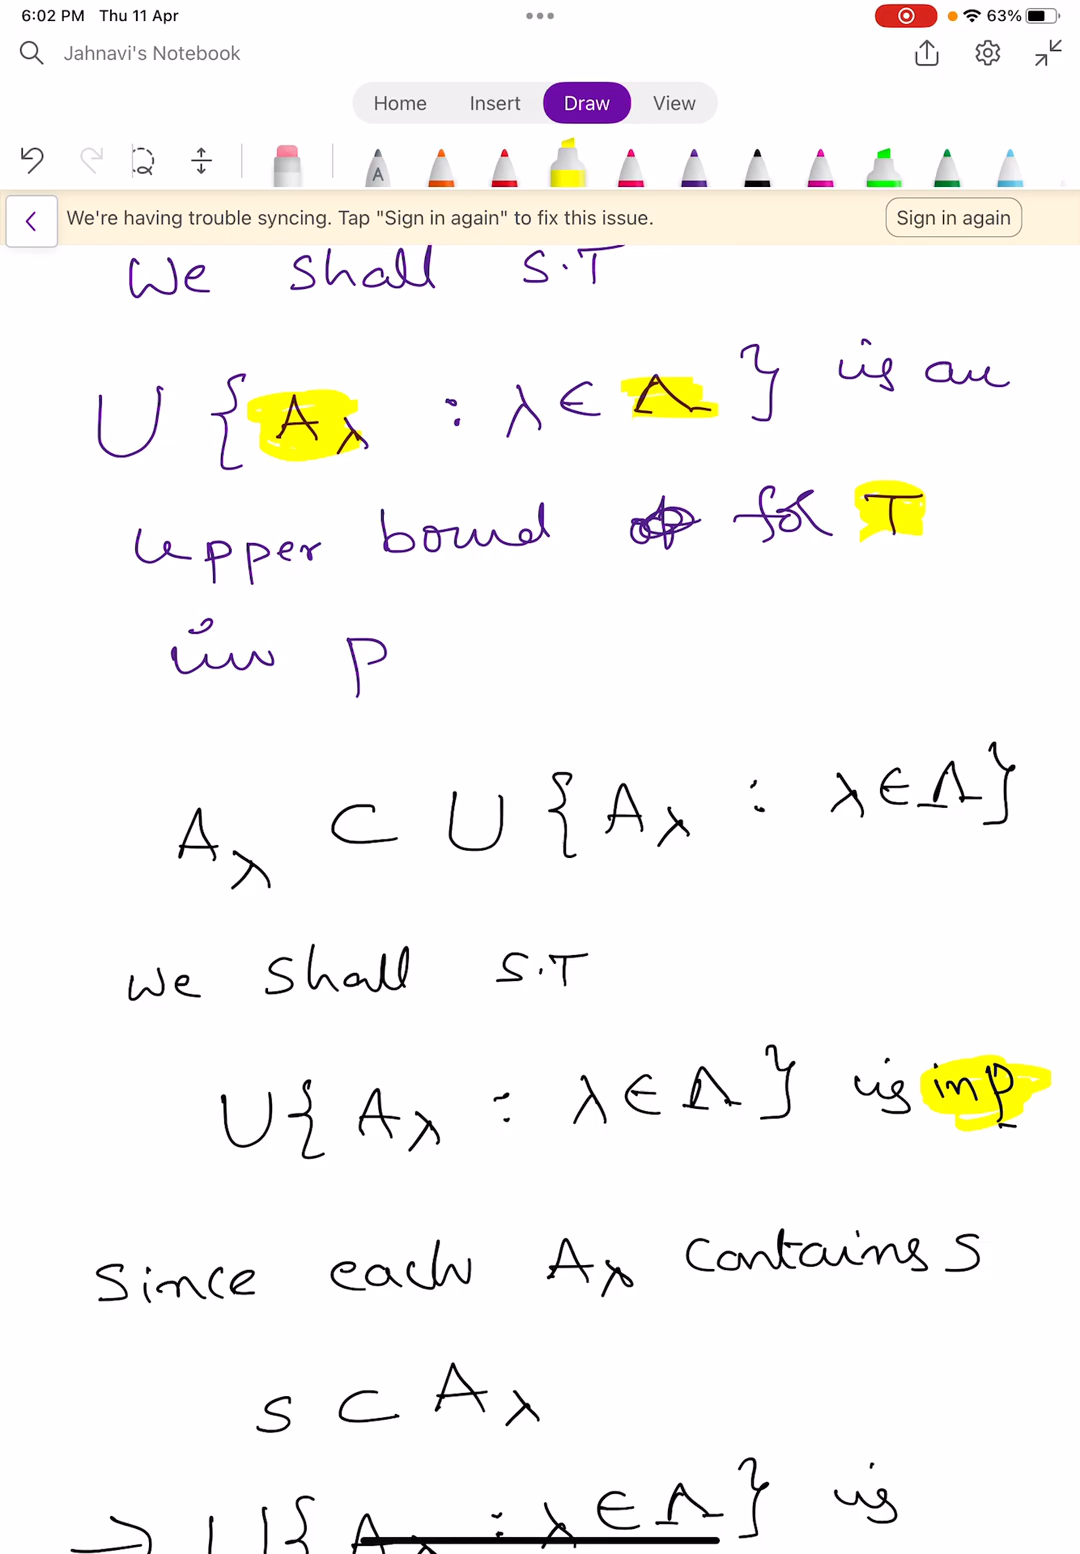 6:02 PM Thu 11 Apr
63%
Jahnavi's Notebook
Home Insert Draw View
A
We're having trouble syncing. Tap "Sign in again" to fix this issue. Sign in again
We shall S.T
∪ { Aλ : λ ∈ Λ } is an
upper bound for T
in P
Aλ ⊂ ∪ { Aλ : λ ∈ Λ }
we shall S.T
∪{ Aλ : λ ∈ Λ } is in P
Since each Aλ contains S
S ⊂ Aλ
→ ∪{ Aλ : λ ∈ Λ } is